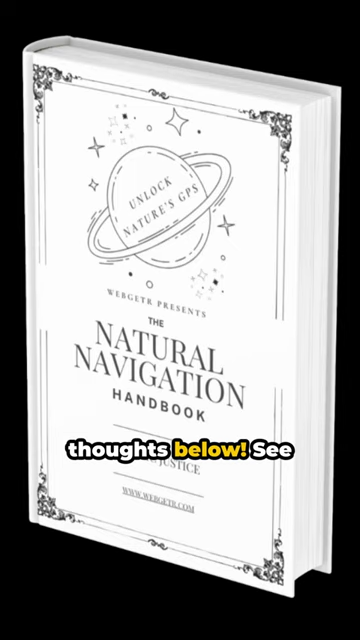 UNLOCK
NATURE'S GPS
WEBGETR PRESENTS
THE
NATURAL
NAVIGATION
HANDBOOK
thoughts below! See
JUSTICE
WWW.WEBGETR.COM